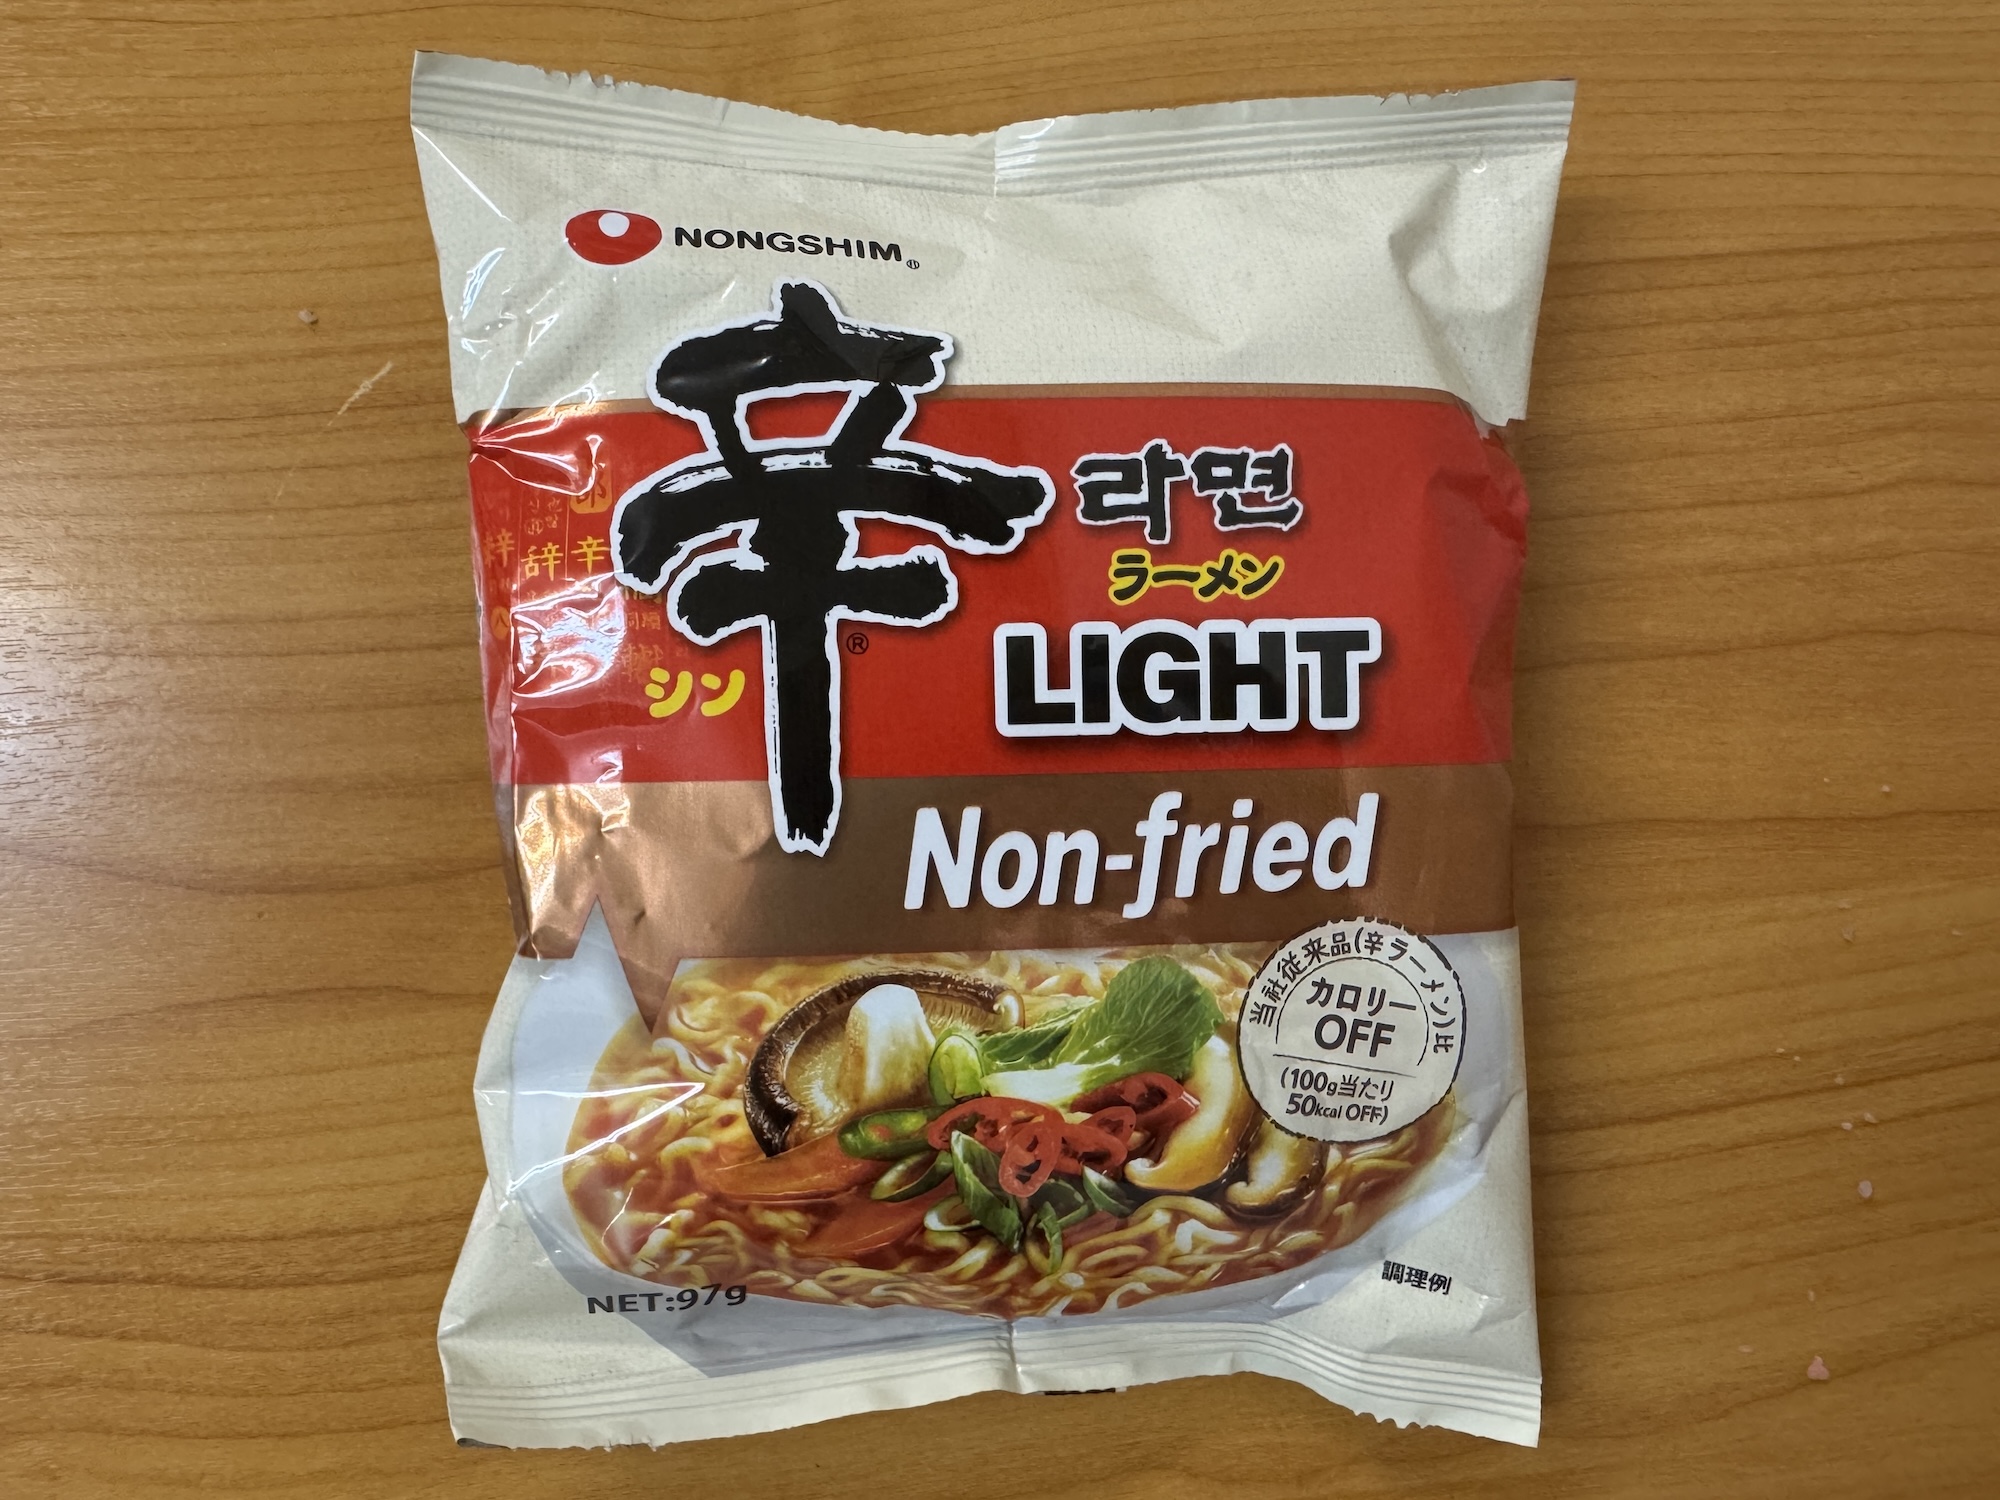 NONGSHIM®
辛®
라면
ラーメン
シン
LIGHT
Non-fried
辞 辛
当社従来品(辛ラーメン)比
カロリー
OFF
(100g当たり
50kcal OFF)
NET:97g
調理例